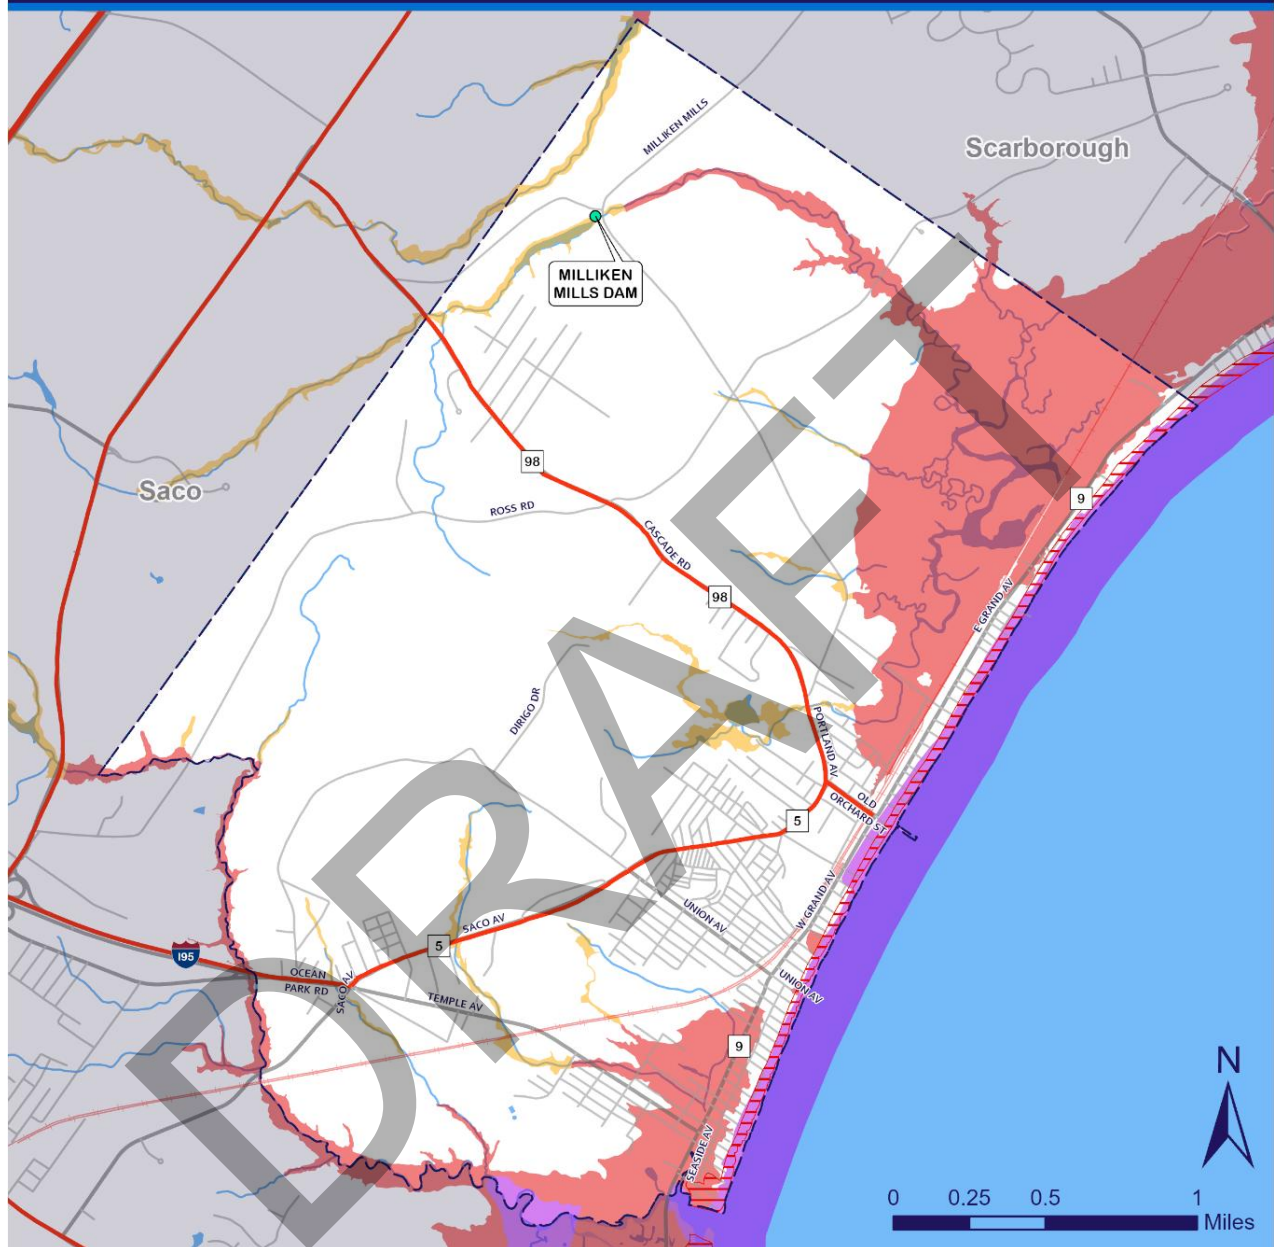 MILLIKEN MILLS
Scarborough
MILLIKEN
MILLS DAM
Saco
98
9
ROSS RD
CASCADE RD
98
E GRAND AV
DIRIGO DR
PORTLAND AV
OLD
ORCHARD ST
5
W GRAND AV
UNION AV
SACO AV
5
I95
OCEAN
PARK RD
SACO AV
TEMPLE AV
UNION AV
9
SEASIDE AV
N
0 0.25 0.5 1
Miles
DRAFT